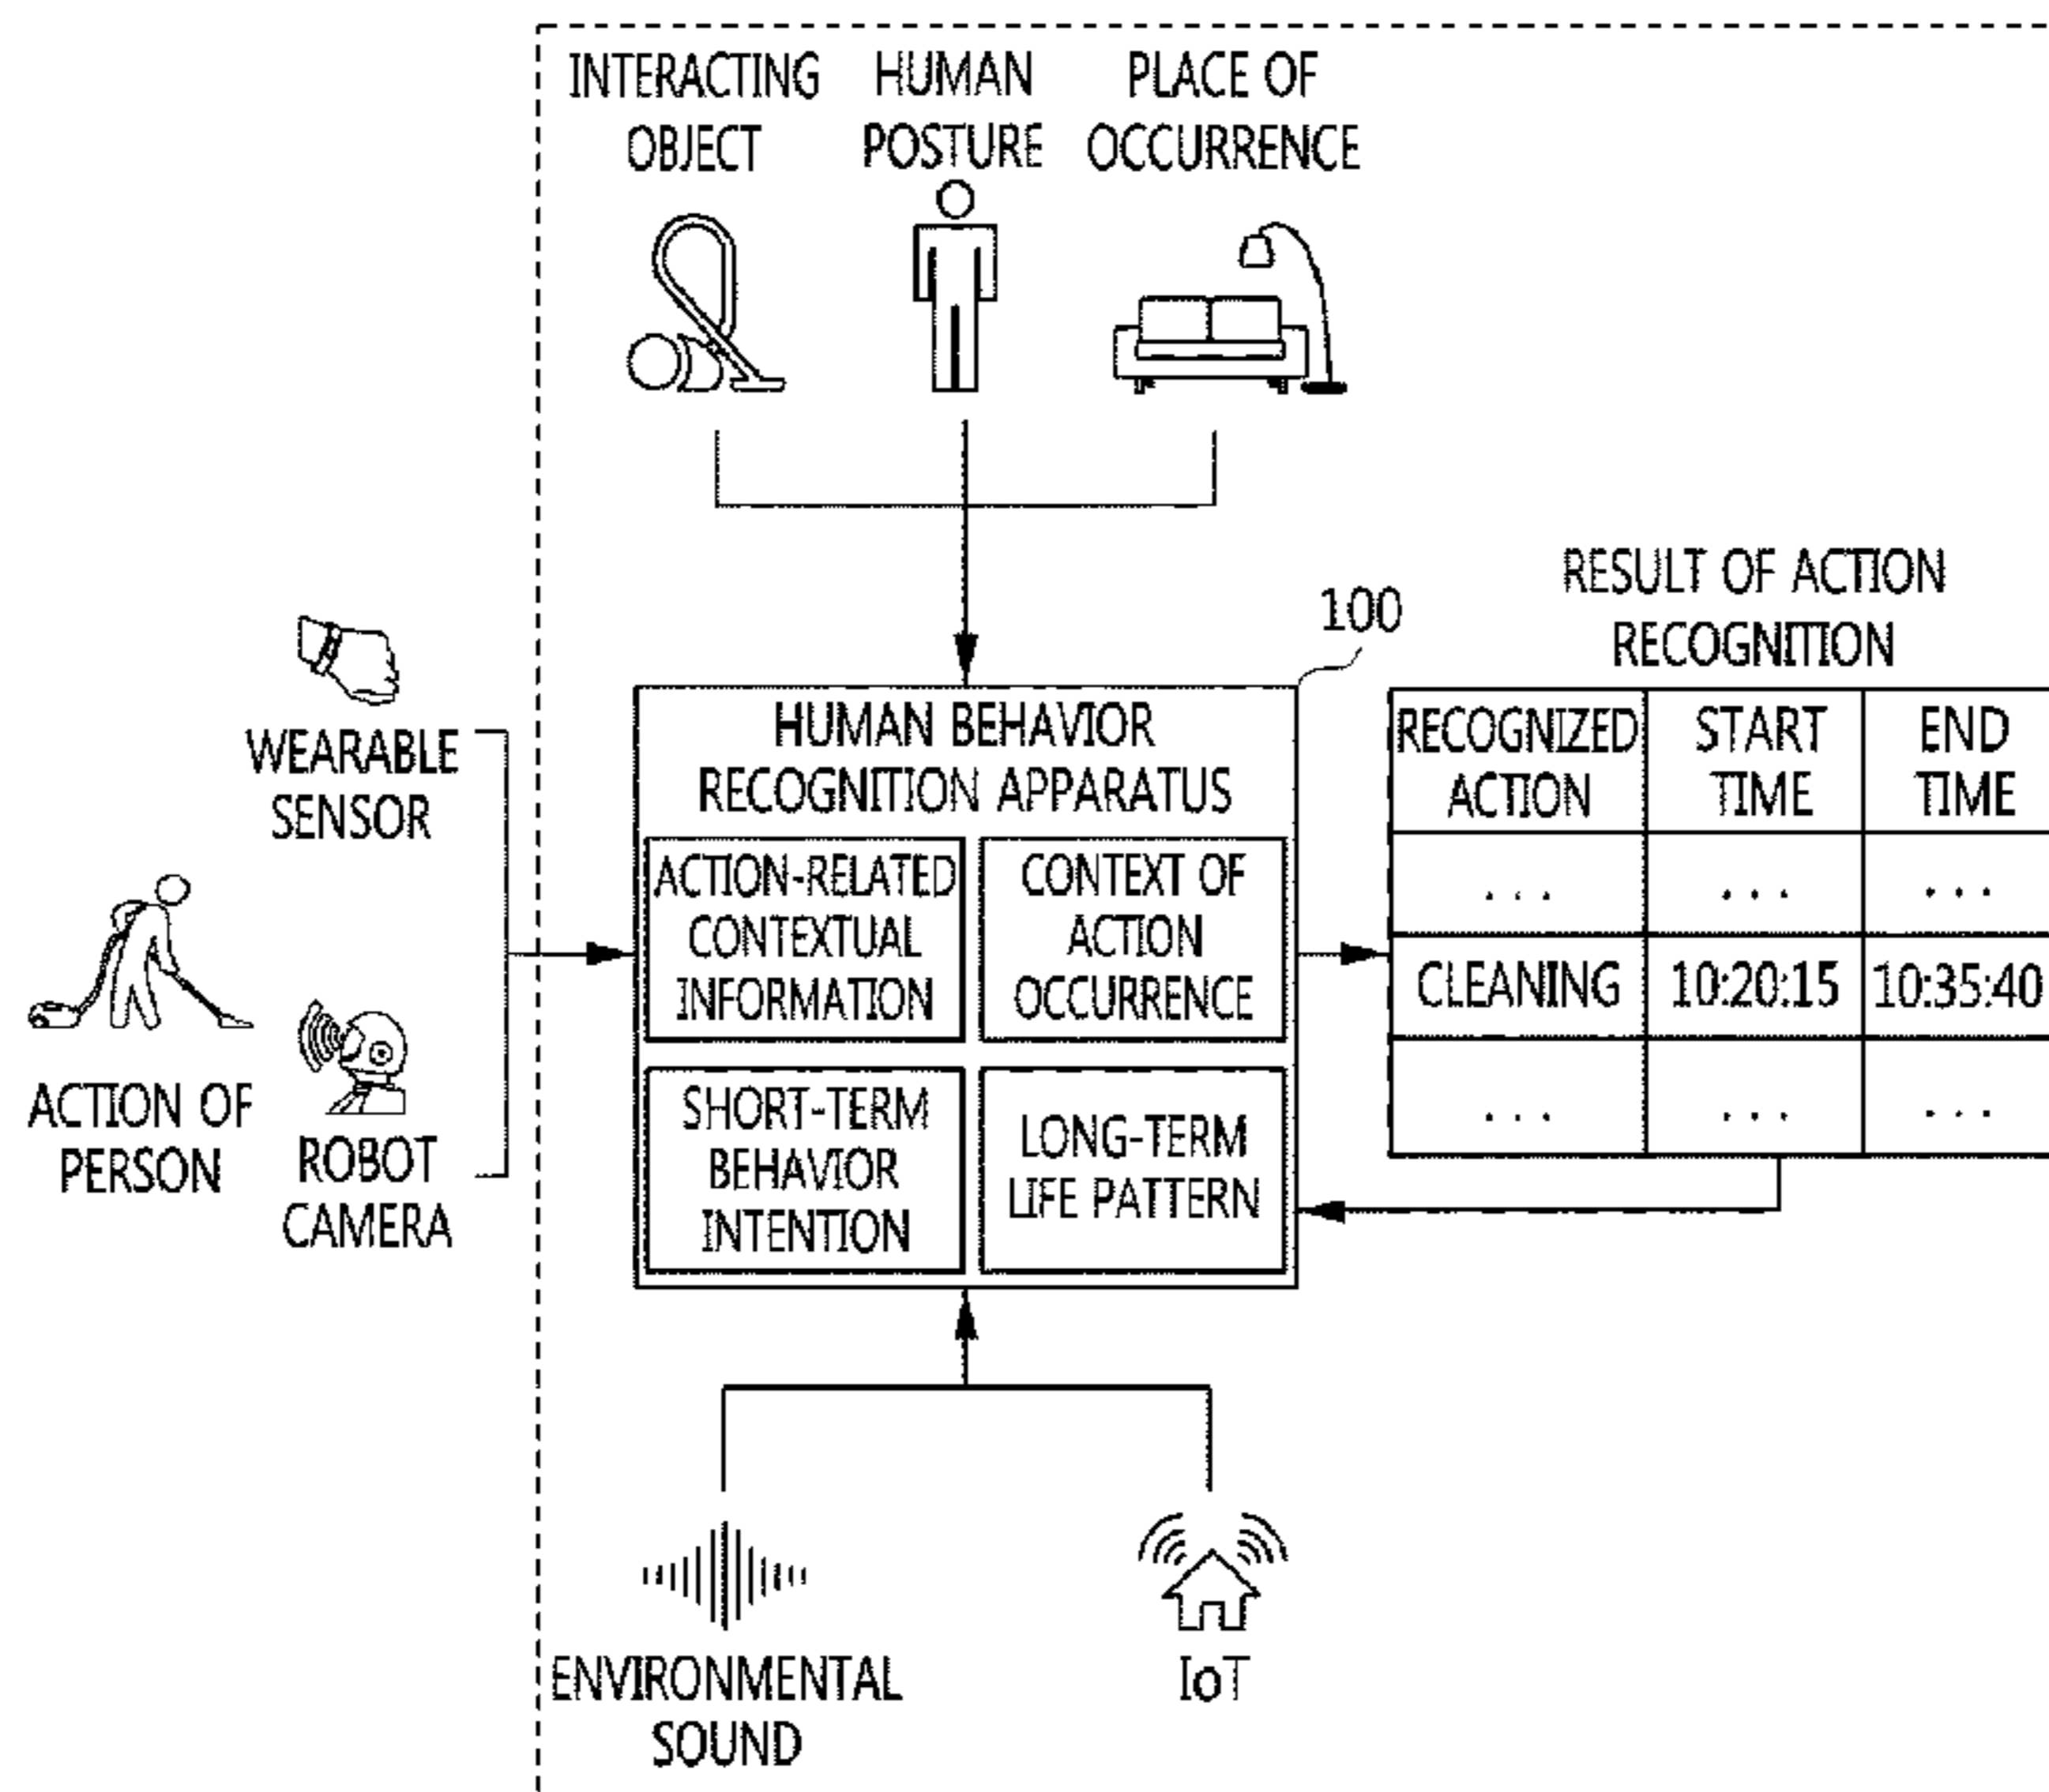 INTERACTING
OBJECT
HUMAN
POSTURE
PLACE OF
OCCURRENCE
WEARABLE
SENSOR
ACTION OF
PERSON
ROBOT
CAMERA
100
HUMAN BEHAVIOR
RECOGNITION APPARATUS
ACTION-RELATED
CONTEXTUAL
INFORMATION
CONTEXT OF
ACTION
OCCURRENCE
SHORT-TERM
BEHAVIOR
INTENTION
LONG-TERM
LIFE PATTERN
RESULT OF ACTION
RECOGNITION
RECOGNIZED
ACTION
START
TIME
END
TIME
... ... ...
CLEANING 10:20:15 10:35:40
... ... ...
ENVIRONMENTAL
SOUND
IoT